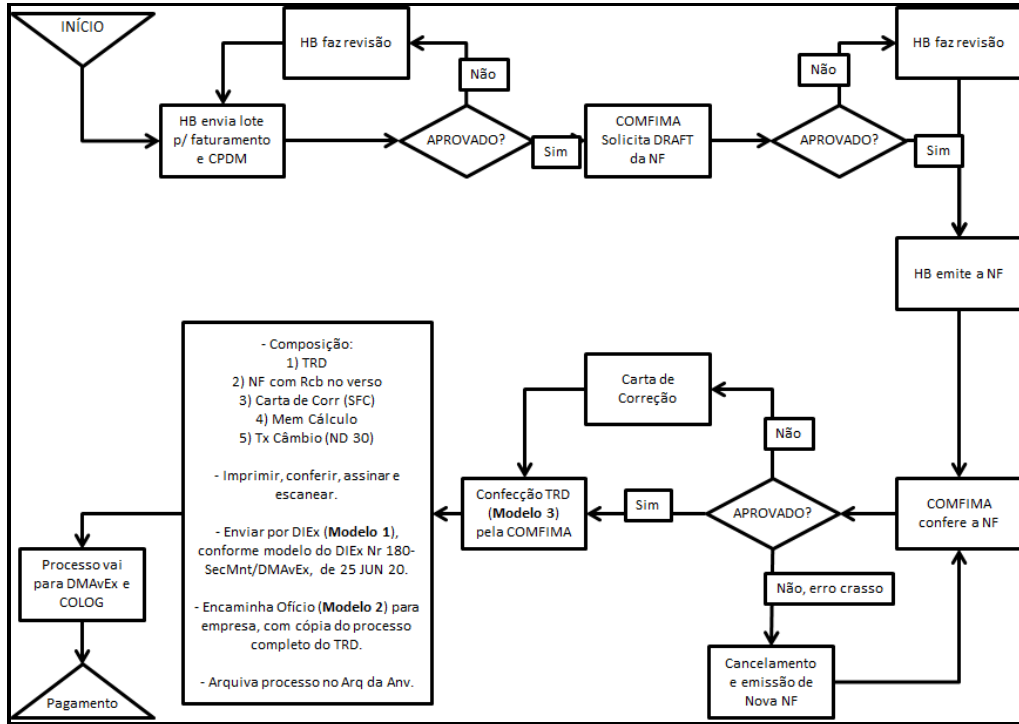 INÍCIO
HB faz revisão
Não
HB envia lote
p/ faturamento
e CPDM
APROVADO?
Sim
COMFIMA
Solicita DRAFT
da NF
APROVADO?
Não
HB faz revisão
Sim
HB emite a NF
COMFIMA
confere a NF
APROVADO?
Não
Carta de
Correção
Sim
Não, erro crasso
Cancelamento
e emissão de
Nova NF
Confecção TRD
(Modelo 3)
pela COMFIMA
- Composição:
1) TRD
2) NF com Rcb no verso
3) Carta de Corr (SFC)
4) Mem Cálculo
5) Tx Câmbio (ND 30)
- Imprimir, conferir, assinar e
escanear.
- Enviar por DIEx (Modelo 1),
conforme modelo do DIEx Nr 180-
SecMnt/DMAvEx, de 25 JUN 20.
- Encaminha Ofício (Modelo 2) para
empresa, com cópia do processo
completo do TRD.
- Arquiva processo no Arq da Anv.
Processo vai
para DMAvEx e
COLOG
Pagamento